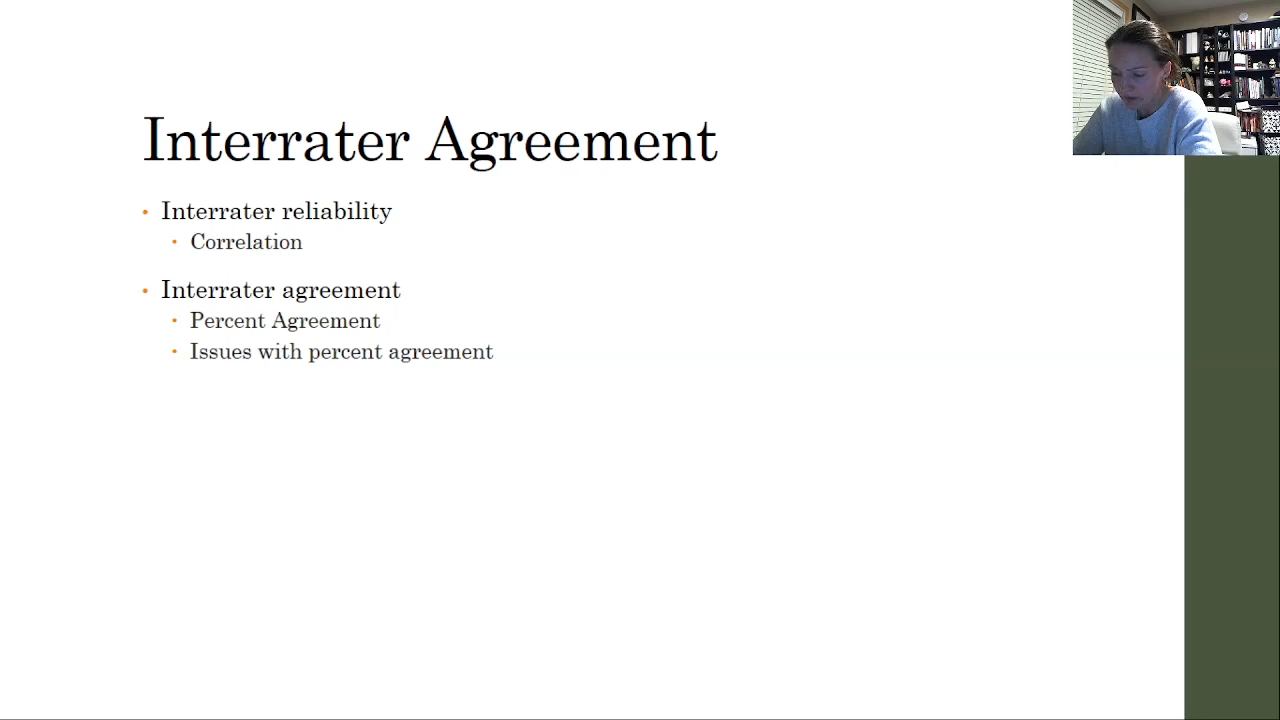 Interrater Agreement
Interrater reliability
Correlation
Interrater agreement
Percent Agreement
Issues with percent agreement